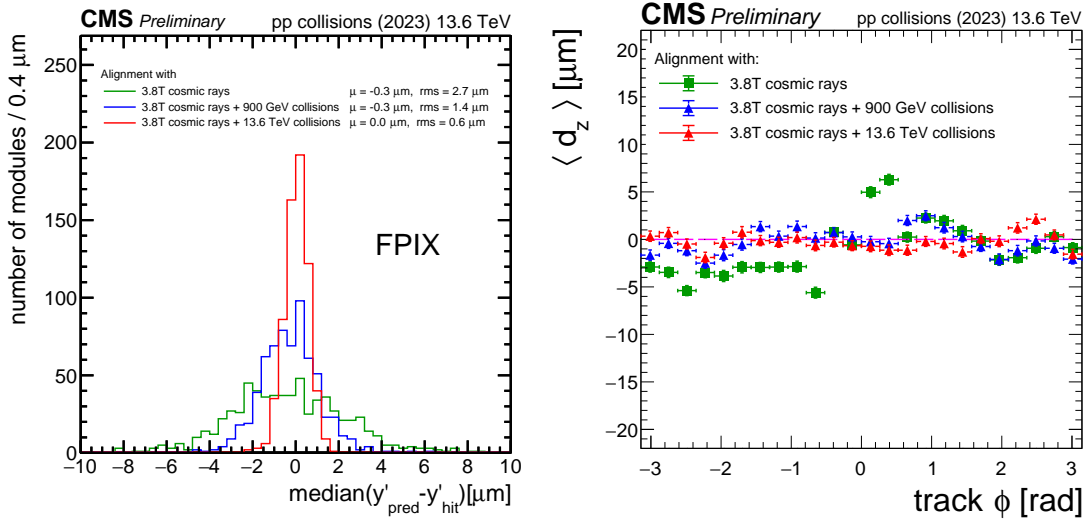 CMS Preliminary pp collisions (2023) 13.6 TeV
number of modules / 0.4 μm
250
200
150
100
50
0
Alignment with
3.8T cosmic rays μ = -0.3 μm, rms = 2.7 μm
3.8T cosmic rays + 900 GeV collisions μ = -0.3 μm, rms = 1.4 μm
3.8T cosmic rays + 13.6 TeV collisions μ = 0.0 μm, rms = 0.6 μm
FPIX
−10 −8 −6 −4 −2 0 2 4 6 8 10
median(y'pred-y'hit)[μm]
CMS Preliminary pp collisions (2023) 13.6 TeV
⟨ d_z ⟩ [μm]
20
15
10
5
0
−5
−10
−15
−20
Alignment with:
3.8T cosmic rays
3.8T cosmic rays + 900 GeV collisions
3.8T cosmic rays + 13.6 TeV collisions
−3 −2 −1 0 1 2 3
track ϕ [rad]